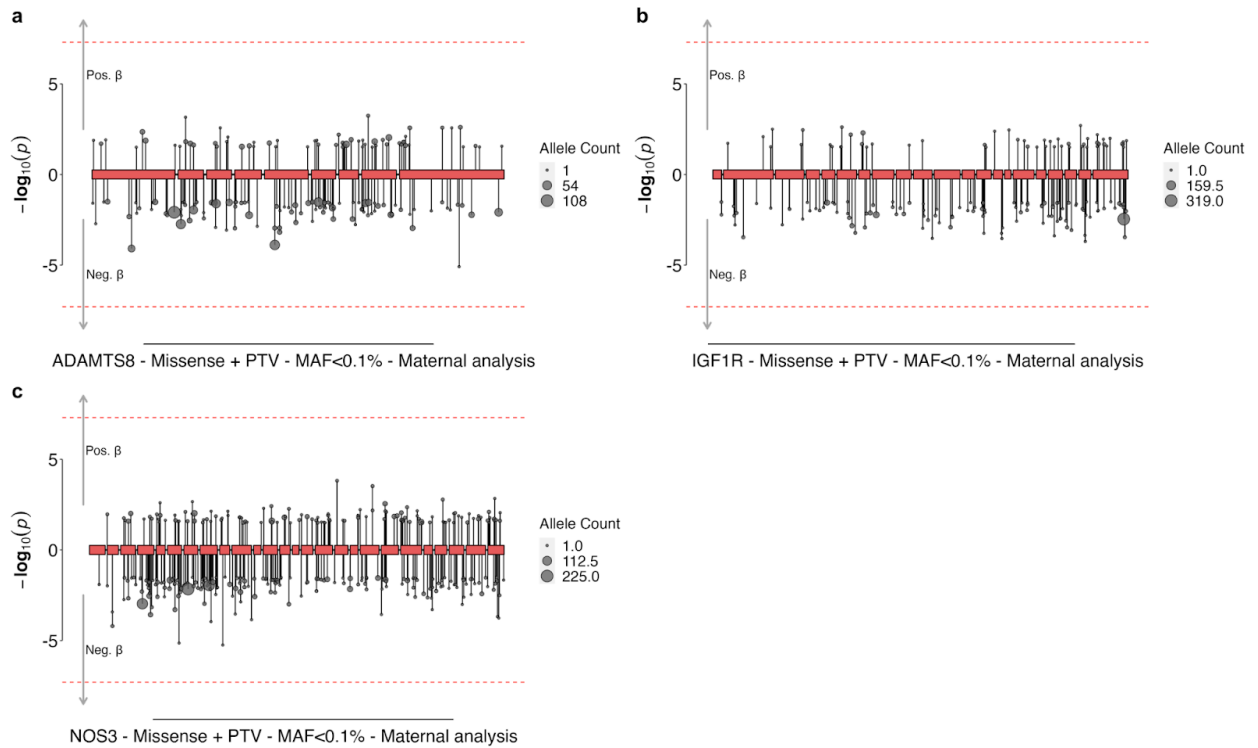 a
Pos. β
5
0
-5
− log10(p)
Neg. β
Allele Count
1
54
108
ADAMTS8 - Missense + PTV - MAF<0.1% - Maternal analysis
b
Pos. β
5
0
-5
− log10(p)
Neg. β
Allele Count
1.0
159.5
319.0
IGF1R - Missense + PTV - MAF<0.1% - Maternal analysis
c
Pos. β
5
0
-5
− log10(p)
Neg. β
Allele Count
1.0
112.5
225.0
NOS3 - Missense + PTV - MAF<0.1% - Maternal analysis